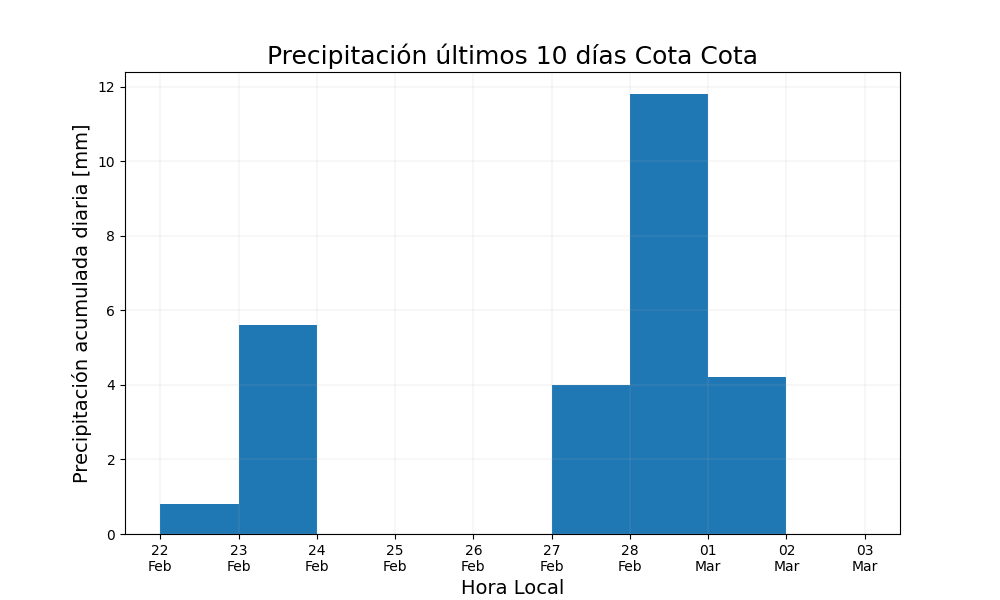 Precipitación últimos 10 días Cota Cota
Precipitación acumulada diaria [mm]
12
10
8
6
4
2
0
22 23 24 25 26 27 28 01 02 03
Feb Feb Feb Feb Feb Feb Feb Mar Mar Mar
Hora Local